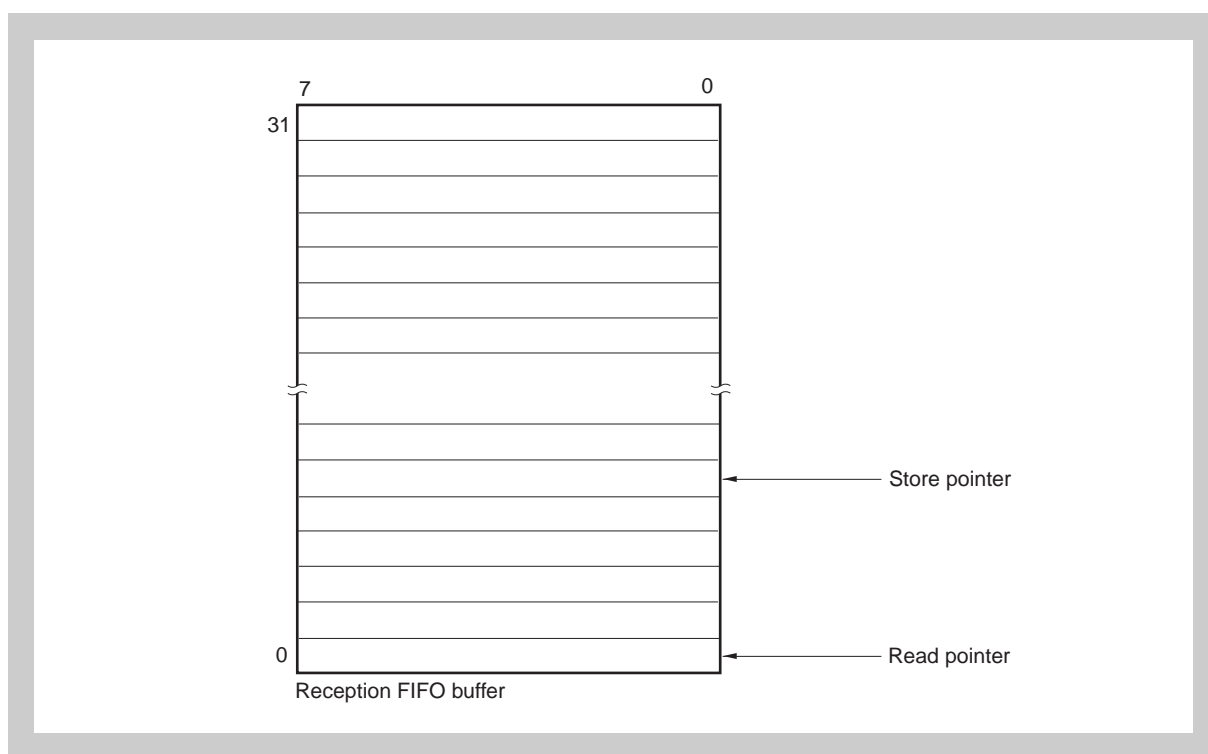 7 0
31
Store pointer
0
Read pointer
Reception FIFO buffer